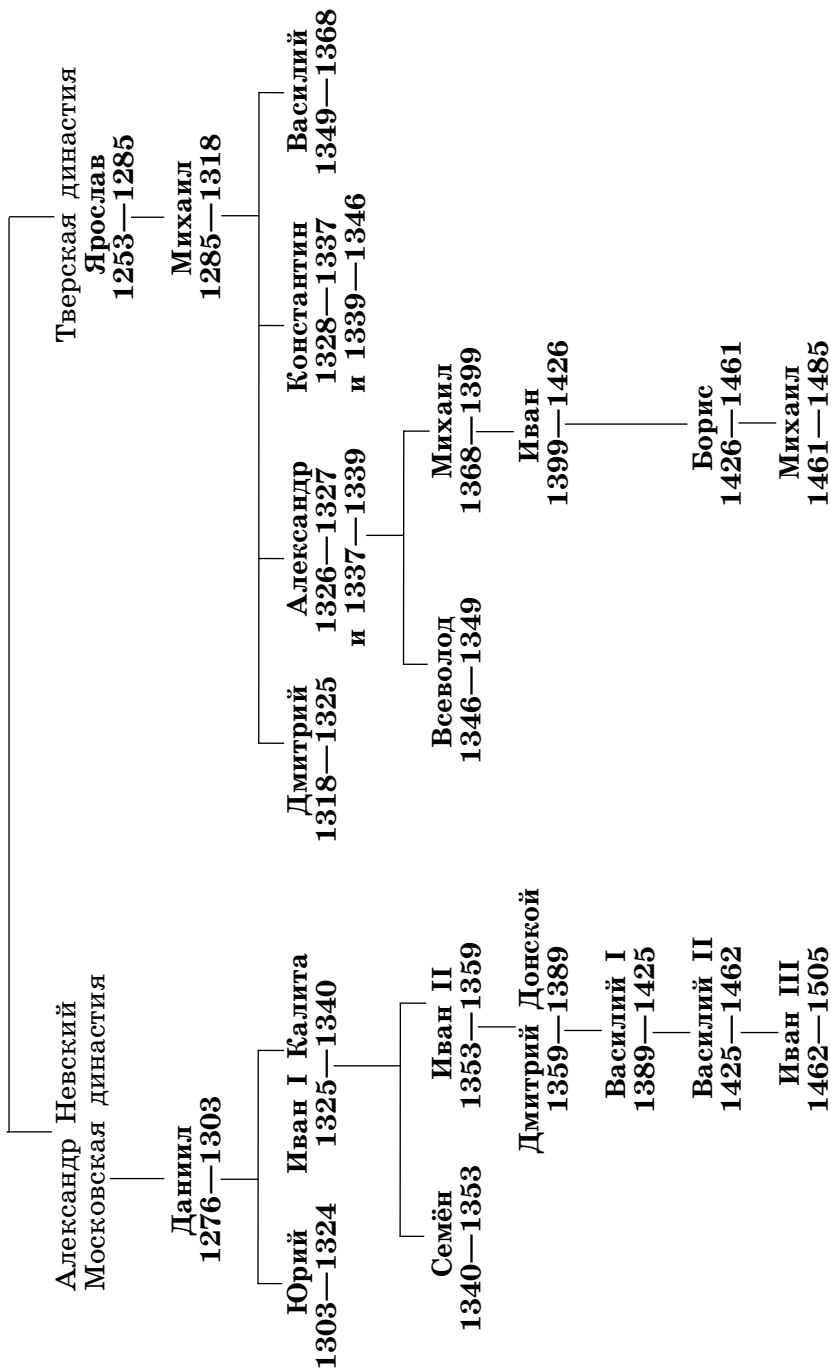 Александр Невский
Московская династия
Тверская династия
Ярослав
1253—1285
Даниил
1276—1303
Михаил
1285—1318
Юрий
1303—1324
Иван I Калита
1325—1340
Дмитрий
1318—1325
Александр
1326—1327
и 1337—1339
Константин
1328—1337
и 1339—1346
Василий
1349—1368
Семён
1340—1353
Иван II
1353—1359
Всеволод
1346—1349
Михаил
1368—1399
Дмитрий Донской
1359—1389
Иван
1399—1426
Василий I
1389—1425
Василий II
1425—1462
Борис
1426—1461
Иван III
1462—1505
Михаил
1461—1485